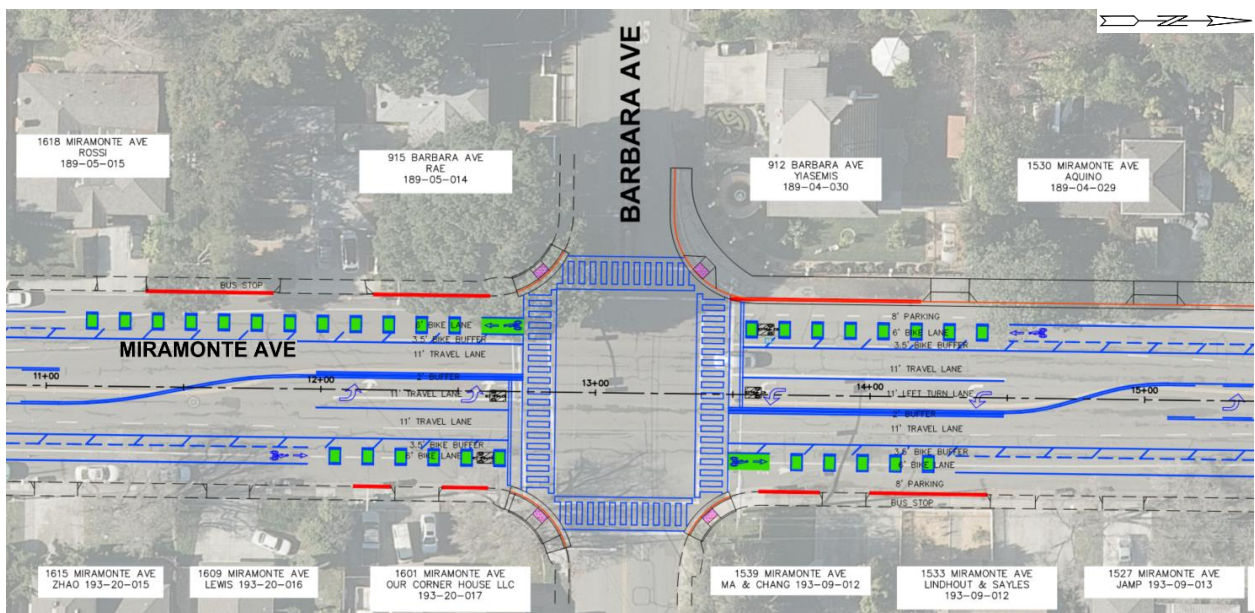 N
1618 MIRAMONTE AVE
ROSSI
189-05-015
915 BARBARA AVE
RAE
189-05-014
BARBARA AVE
912 BARBARA AVE
YIASEMIS
189-04-030
1530 MIRAMONTE AVE
AQUINO
189-04-029
BUS STOP
6' BIKE LANE
3.5' BIKE BUFFER
MIRAMONTE AVE
11' TRAVEL LANE
2' BUFFER
11' TRAVEL LANE
11' TRAVEL LANE
3.5' BIKE BUFFER
6' BIKE LANE
11+00
12+00
13+00
14+00
15+00
8' PARKING
6' BIKE LANE
3.5' BIKE BUFFER
11' TRAVEL LANE
11' LEFT TURN LANE
2' BUFFER
11' TRAVEL LANE
3.5' BIKE BUFFER
6' BIKE LANE
8' PARKING
BUS STOP
1615 MIRAMONTE AVE
ZHAO 193-20-015
1609 MIRAMONTE AVE
LEWIS 193-20-016
1601 MIRAMONTE AVE
OUR CORNER HOUSE LLC
193-20-017
1539 MIRAMONTE AVE
MA & CHANG 193-09-012
1533 MIRAMONTE AVE
LINDHOUT & SAYLES
193-09-012
1527 MIRAMONTE AVE
JAMP 193-09-013